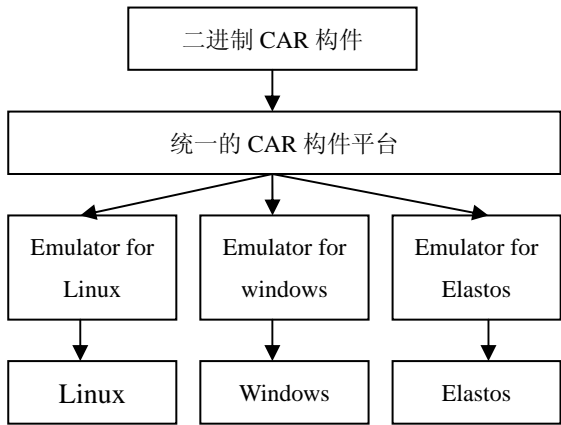 二进制 CAR 构件
统一的 CAR 构件平台
Emulator for
Linux
Emulator for
windows
Emulator for
Elastos
Linux
Windows
Elastos